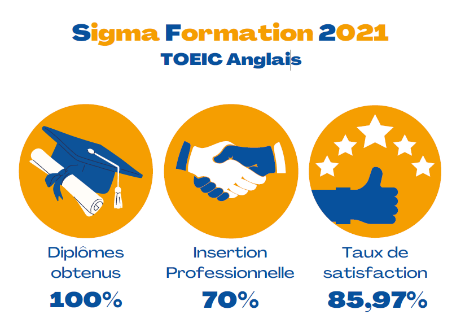 Sigma Formation 2021
TOEIC Anglais
Diplômes
obtenus
100%
Insertion
Professionnelle
70%
Taux de
satisfaction
85,97%